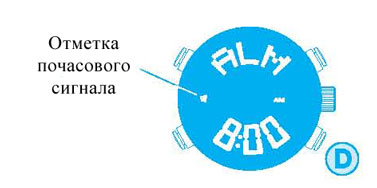 Отметка
почасового
сигнала
ALM
8:00
D